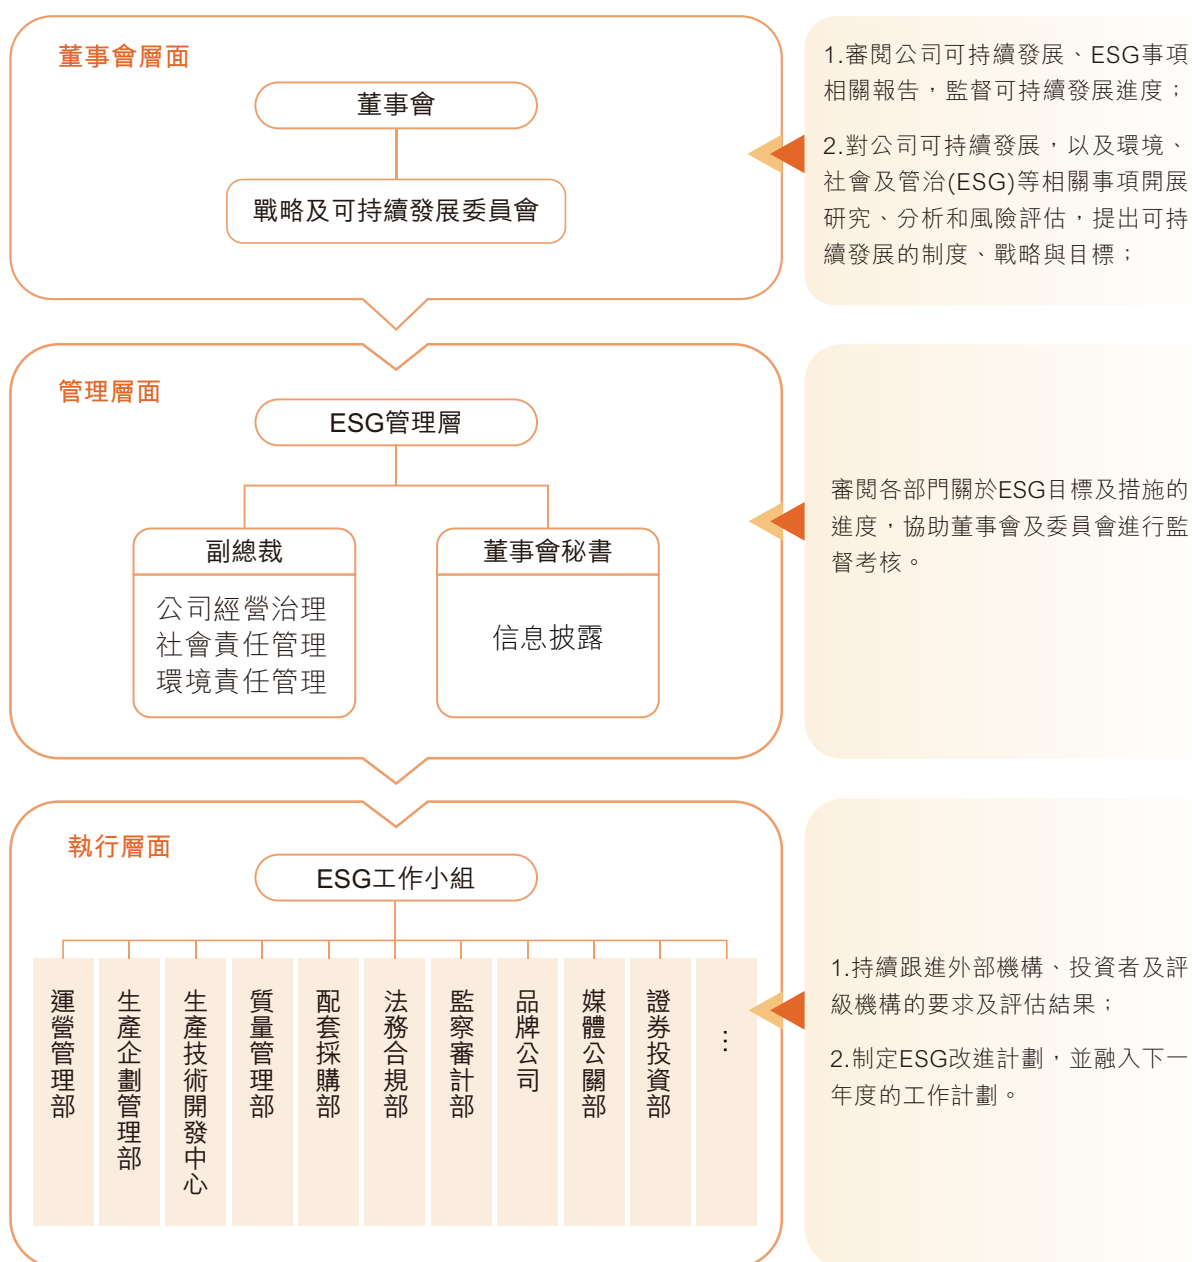 董事會層面
董事會
戰略及可持續發展委員會
1.審閱公司可持續發展、ESG事項
相關報告，監督可持續發展進度；
2.對公司可持續發展，以及環境、
社會及管治(ESG)等相關事項開展
研究、分析和風險評估，提出可持
續發展的制度、戰略與目標；
管理層面
ESG管理層
副總裁
公司經營治理
社會責任管理
環境責任管理
董事會秘書
信息披露
審閱各部門關於ESG目標及措施的
進度，協助董事會及委員會進行監
督考核。
執行層面
ESG工作小組
運營管理部
生產企劃管理部
生產技術開發中心
質量管理部
配套採購部
法務合規部
監察審計部
品牌公司
媒體公關部
證券投資部
…
1.持續跟進外部機構、投資者及評
級機構的要求及評估結果；
2.制定ESG改進計劃，並融入下一
年度的工作計劃。